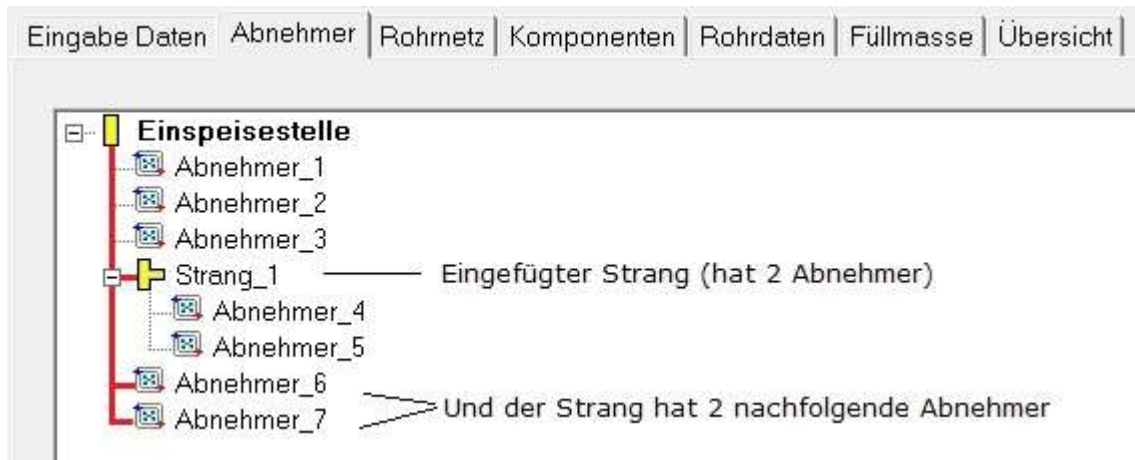 Eingabe Daten Abnehmer Rohrnetz Komponenten Rohrdaten Füllmasse Übersicht
Einspeisestelle
Abnehmer_1
Abnehmer_2
Abnehmer_3
Strang_1 Eingefügter Strang (hat 2 Abnehmer)
Abnehmer_4
Abnehmer_5
Abnehmer_6
Abnehmer_7 Und der Strang hat 2 nachfolgende Abnehmer